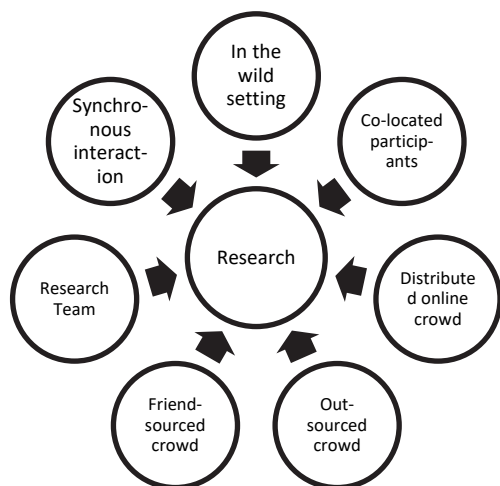 In the
wild
setting
Synchro-
nous
interact-
ion
Co-located
particip-
ants
Research
Research
Team
Distribute
d online
crowd
Friend-
sourced
crowd
Out-
sourced
crowd